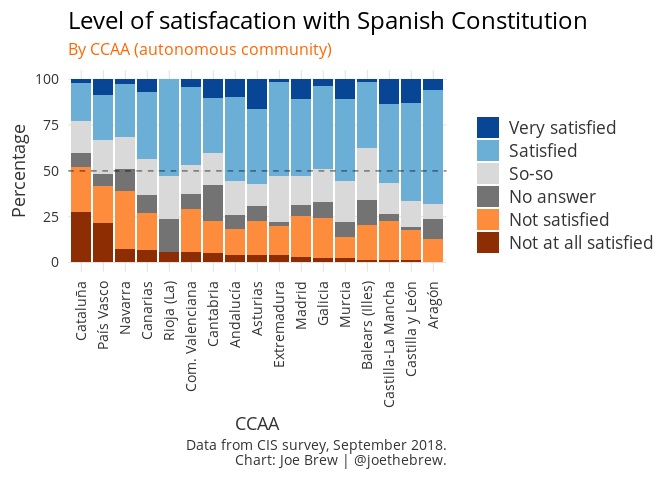 Level of satisfacation with Spanish Constitution
By CCAA (autonomous community)
Percentage
100
75
50
25
0
Very satisfied
Satisfied
So-so
No answer
Not satisfied
Not at all satisfied
Cataluña
País Vasco
Navarra
Canarias
Rioja (La)
Com. Valenciana
Cantabria
Andalucía
Asturias
Extremadura
Madrid
Galicia
Murcia
Balears (Illes)
Castilla-La Mancha
Castilla y León
Aragón
CCAA
Data from CIS survey, September 2018.
Chart: Joe Brew | @joethebrew.